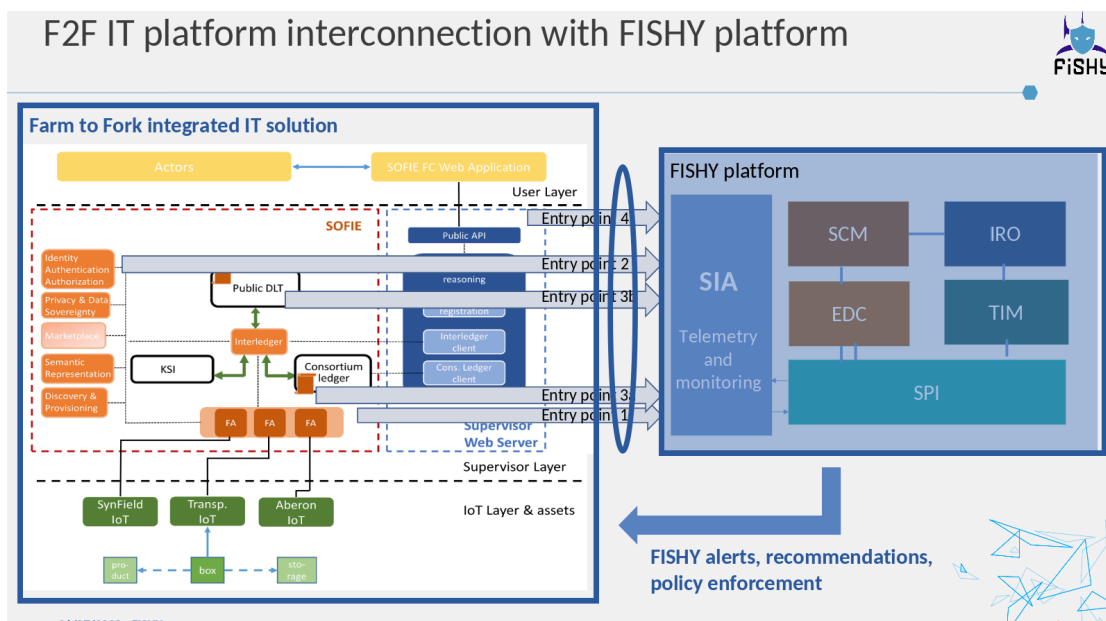 F2F IT platform interconnection with FISHY platform
FiSHY
Farm to Fork integrated IT solution
Actors
SOFIE FC Web Application
User Layer
SOFIE
Public API
Entry point 4
Identity
Authentication
Authorization
reasoning
Entry point 2
Public DLT
Privacy & Data
Sovereignty
registration
Entry point 3b
Marketplace
Interledger
Interledger
client
KSI
Semantic
Representation
Consortium
ledger
Cons. Ledger
client
Discovery &
Provisioning
Entry point 3a
Entry point 1
FA
FA
FA
Supervisor
Web Server
Supervisor Layer
SynField
IoT
Transp.
IoT
Aberon
IoT
IoT Layer & assets
pro-
duct
box
sto-
rage
FISHY platform
SIA
Telemetry
and
monitoring
SCM
IRO
EDC
TIM
SPI
FISHY alerts, recommendations,
policy enforcement